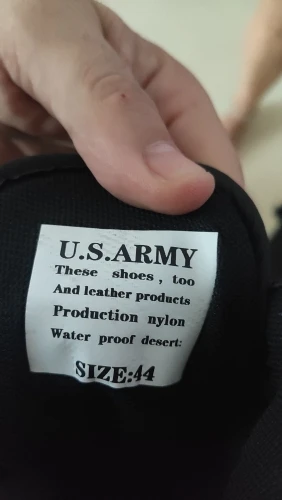 U.S.ARMY
These shoes, too
And leather products
Production nylon
Water proof desert:
SIZE:44